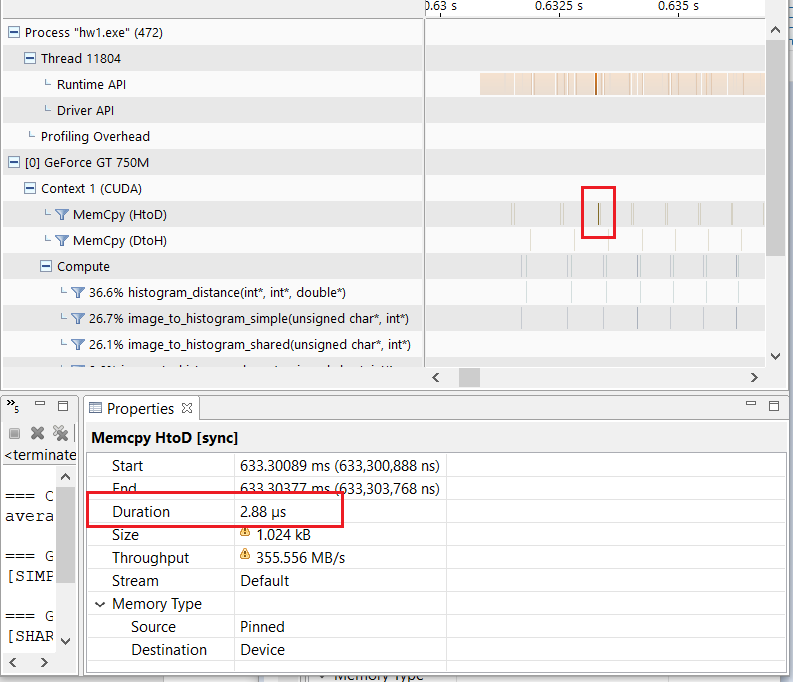 0.63 s 0.6325 s 0.635 s
Process "hw1.exe" (472)
Thread 11804
Runtime API
Driver API
Profiling Overhead
[0] GeForce GT 750M
Context 1 (CUDA)
MemCpy (HtoD)
MemCpy (DtoH)
Compute
36.6% histogram_distance(int*, int*, double*)
26.7% image_to_histogram_simple(unsigned char*, int*)
26.1% image_to_histogram_shared(unsigned char*, int*)
»5
<terminate
=== C
avera
=== G
[SIMP
=== G
[SHAR
Properties
Memcpy HtoD [sync]
Start 633.30089 ms (633,300,888 ns)
End 633.30377 ms (633,303,768 ns)
Duration 2.88 µs
Size 1.024 kB
Throughput 355.556 MB/s
Stream Default
Memory Type
Source Pinned
Destination Device
Memory Type